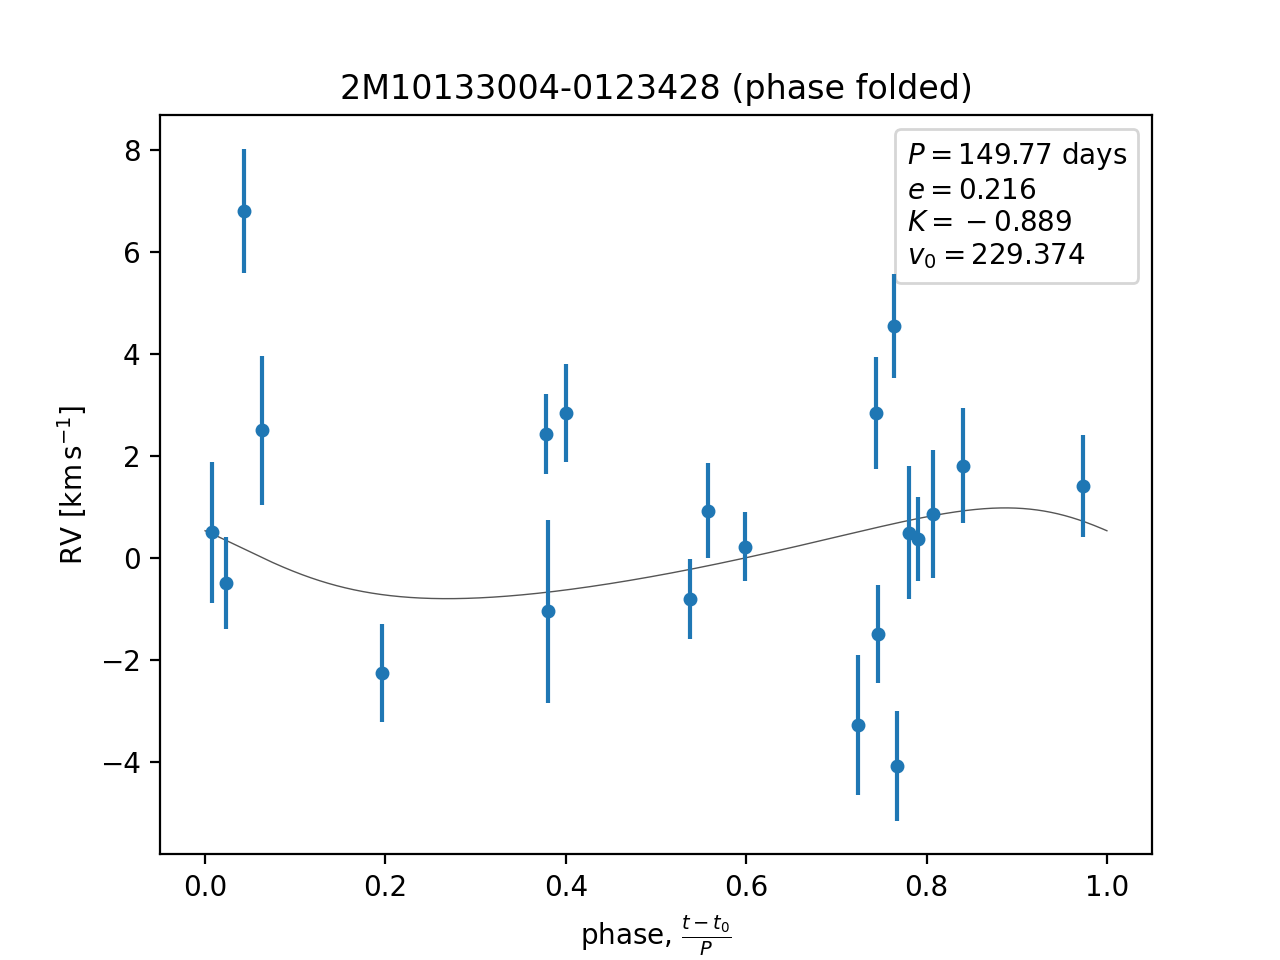 2M10133004-0123428 (phase folded)
P = 149.77 days
e = 0.216
K = −0.889
v₀ = 229.374
8
6
4
2
0
−2
−4
RV [km s⁻¹]
0.0 0.2 0.4 0.6 0.8 1.0
phase, (t − t₀)/P